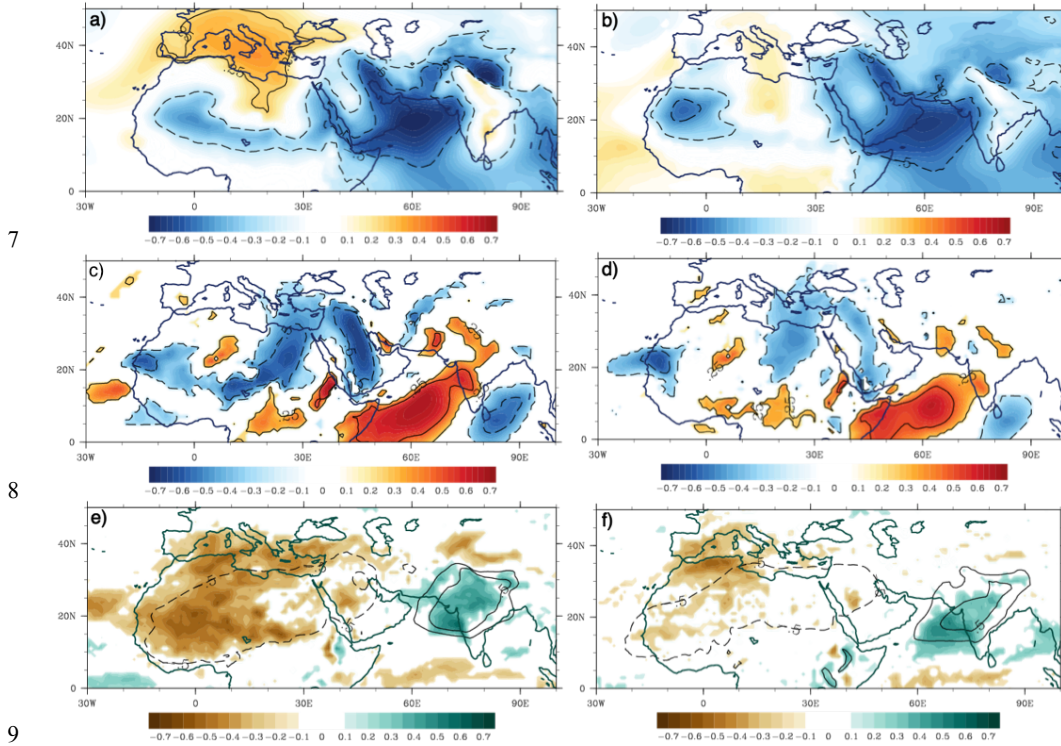 a) b)
40N 40N
20N 20N
0 0
30W 0 30E 60E 90E 30W 0 30E 60E 90E
7 −0.7 −0.6 −0.5 −0.4 −0.3 −0.2 −0.1 0 0.1 0.2 0.3 0.4 0.5 0.6 0.7 −0.7 −0.6 −0.5 −0.4 −0.3 −0.2 −0.1 0 0.1 0.2 0.3 0.4 0.5 0.6 0.7
c) d)
40N 40N
20N 20N
0 0
30W 0 30E 60E 90E 30W 0 30E 60E 90E
8 −0.7 −0.6 −0.5 −0.4 −0.3 −0.2 −0.1 0 0.1 0.2 0.3 0.4 0.5 0.6 0.7 −0.7 −0.6 −0.5 −0.4 −0.3 −0.2 −0.1 0 0.1 0.2 0.3 0.4 0.5 0.6 0.7
e) f)
40N 40N
.5 .5
20N 20N
0 0
30W 0 30E 60E 90E 30W 0 30E 60E 90E
9 −0.7 −0.6 −0.5 −0.4 −0.3 −0.2 −0.1 0 0.1 0.2 0.3 0.4 0.5 0.6 0.7 −0.7 −0.6 −0.5 −0.4 −0.3 −0.2 −0.1 0 0.1 0.2 0.3 0.4 0.5 0.6 0.7